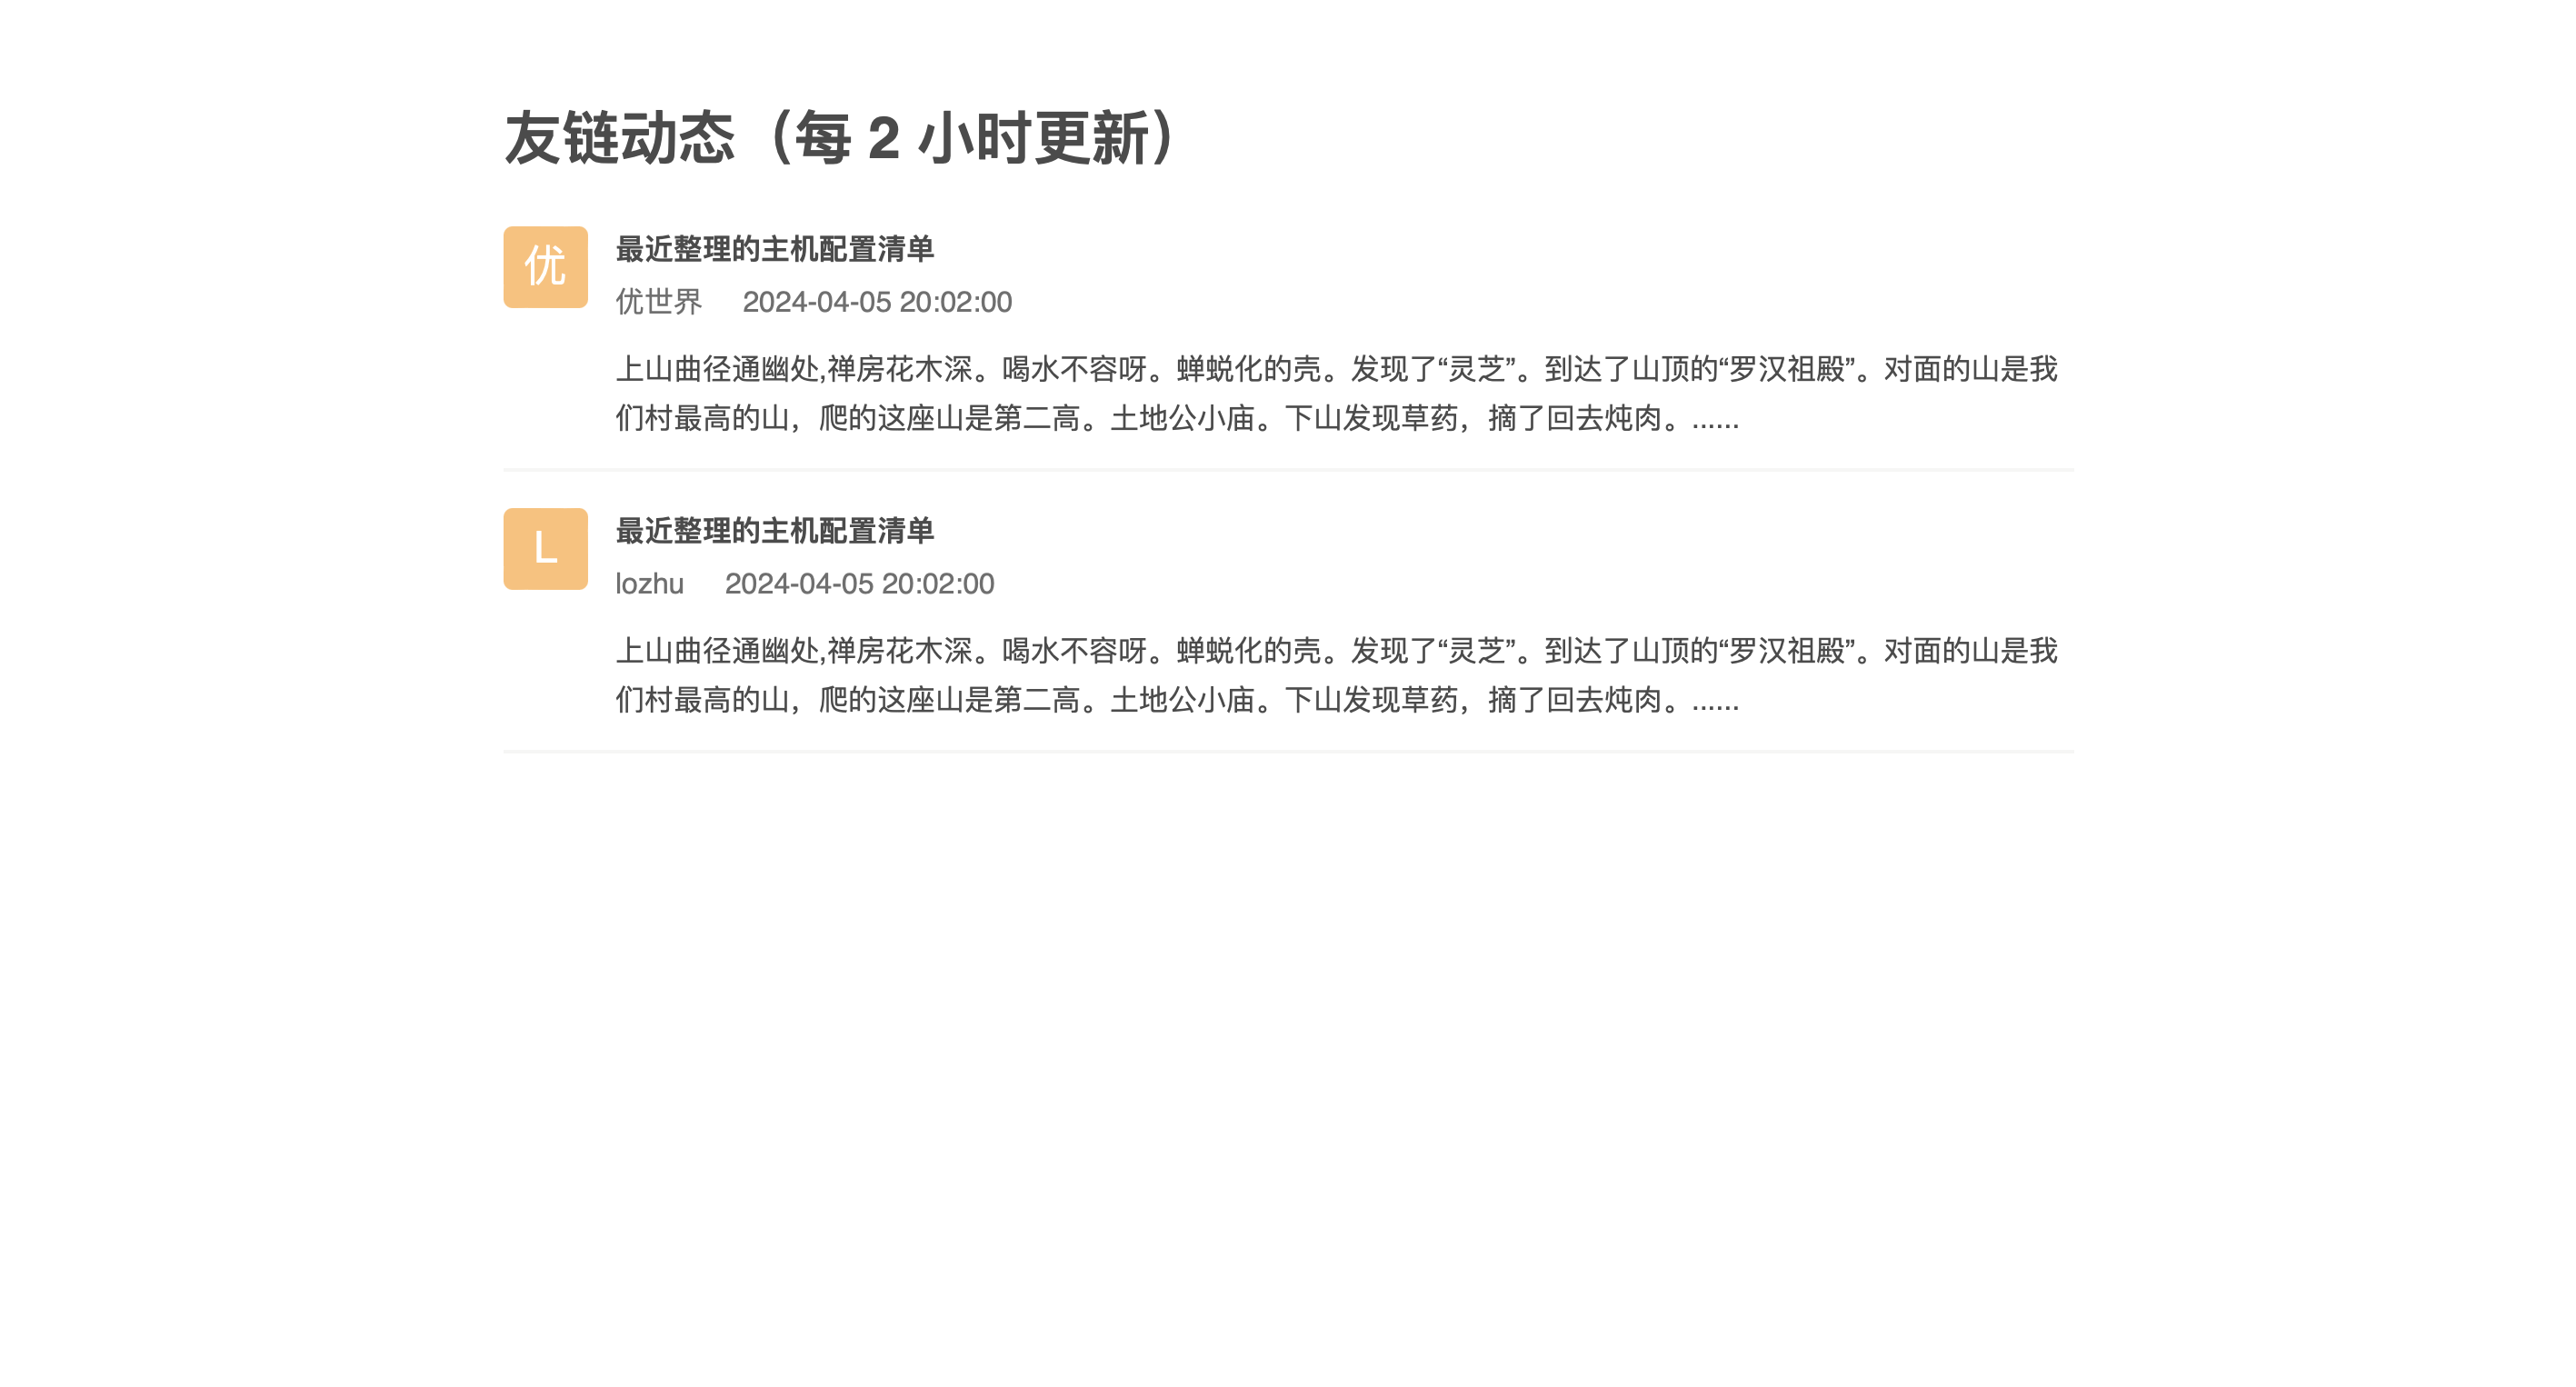 友链动态（每 2 小时更新）
优
最近整理的主机配置清单
优世界 2024-04-05 20:02:00
上山曲径通幽处,禅房花木深。喝水不容呀。蝉蜕化的壳。发现了“灵芝”。到达了山顶的“罗汉祖殿”。对面的山是我
们村最高的山，爬的这座山是第二高。土地公小庙。下山发现草药，摘了回去炖肉。......
L
最近整理的主机配置清单
lozhu 2024-04-05 20:02:00
上山曲径通幽处,禅房花木深。喝水不容呀。蝉蜕化的壳。发现了“灵芝”。到达了山顶的“罗汉祖殿”。对面的山是我
们村最高的山，爬的这座山是第二高。土地公小庙。下山发现草药，摘了回去炖肉。......